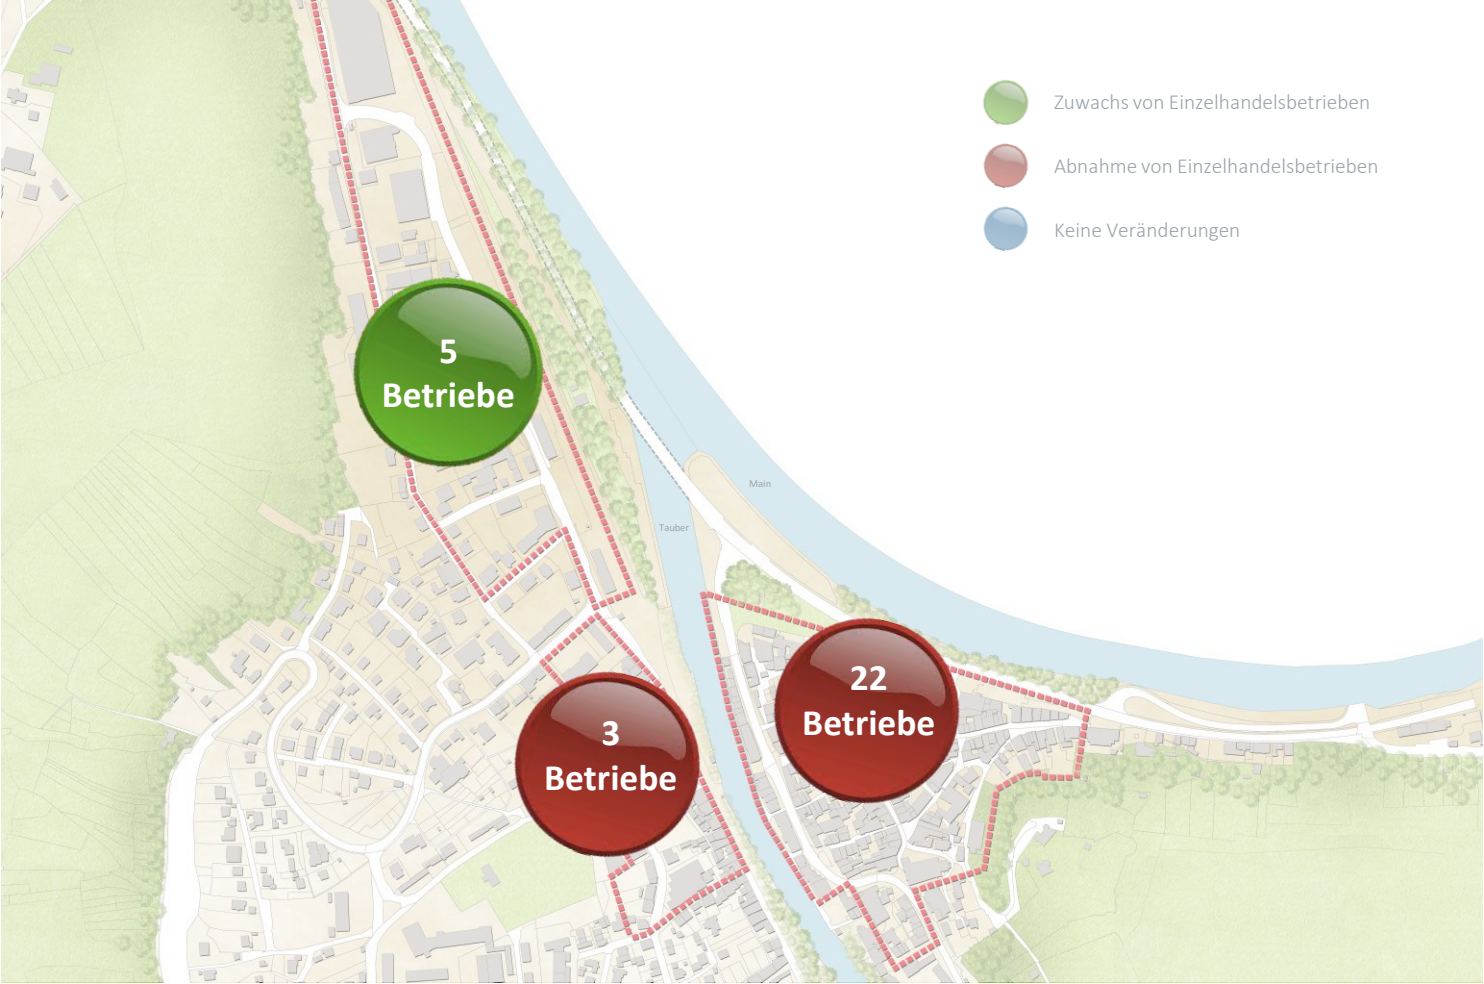 Zuwachs von Einzelhandelsbetrieben
Abnahme von Einzelhandelsbetrieben
Keine Veränderungen
5
Betriebe
Main
Tauber
22
Betriebe
3
Betriebe